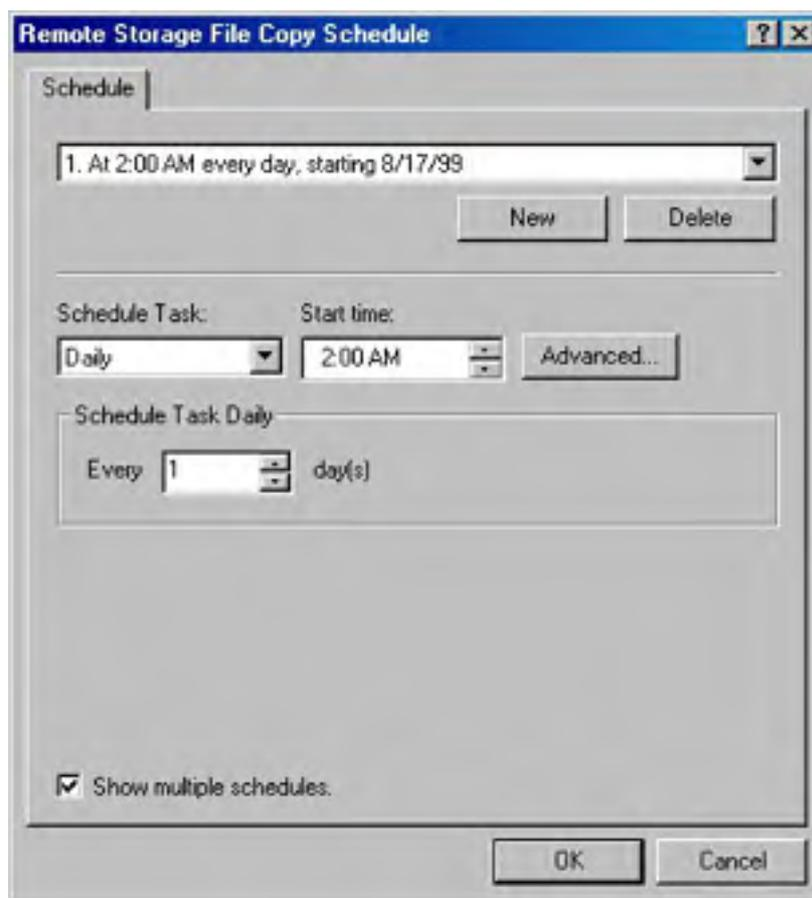 Remote Storage File Copy Schedule
Schedule
1. At 2:00 AM every day, starting 8/17/99
New Delete
Schedule Task: Start time:
Daily 2:00 AM Advanced...
Schedule Task Daily
Every 1 day(s)
Show multiple schedules.
OK Cancel